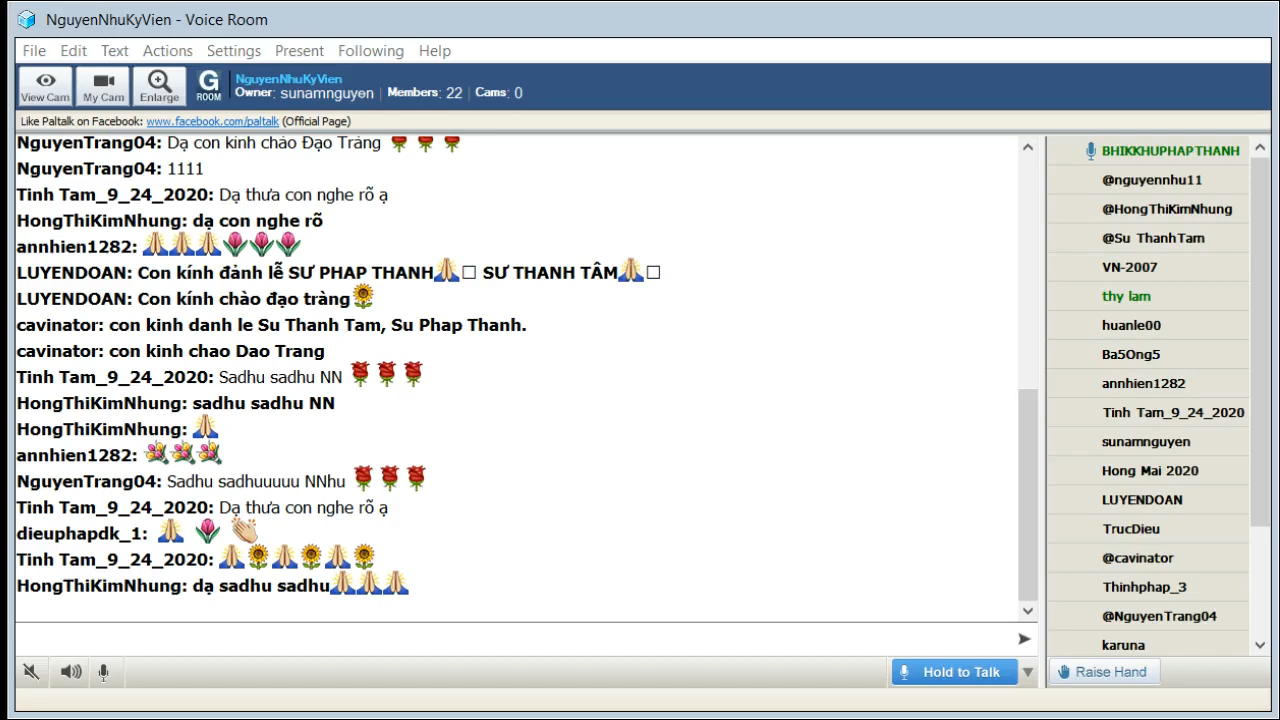 NguyenNhuKyVien - Voice Room
File Edit Text Actions Settings Present Following Help
View Cam My Cam Enlarge G ROOM NguyenNhuKyVien
Owner: sunamnguyen Members: 22 Cams: 0
Like Paltalk on Facebook: www.facebook.com/paltalk (Official Page)
NguyenTrang04: Dạ con kính chào Đạo Tràng 🌹 🌹 🌹
NguyenTrang04: 1111
Tinh Tam_9_24_2020: Dạ thưa con nghe rõ ạ
HongThiKimNhung: dạ con nghe rõ
annhien1282: 🙏🙏🙏🌷🌷🌷
LUYENDOAN: Con kính đảnh lễ SƯ PHAP THANH🙏□ SƯ THANH TÂM🙏□
LUYENDOAN: Con kính chào đạo tràng🌻
cavinator: con kinh danh le Su Thanh Tam, Su Phap Thanh.
cavinator: con kinh chao Dao Trang
Tinh Tam_9_24_2020: Sadhu sadhu NN 🌹 🌹 🌹
HongThiKimNhung: sadhu sadhu NN
HongThiKimNhung: 🙏
annhien1282: 💐💐💐
NguyenTrang04: Sadhu sadhuuuuu NNhu 🌹 🌹 🌹
Tinh Tam_9_24_2020: Dạ thưa con nghe rõ ạ
dieuphapdk_1: 🙏 🌷 👏
Tinh Tam_9_24_2020: 🙏🌻🙏🌻🙏🌻
HongThiKimNhung: dạ sadhu sadhu🙏🙏🙏
Hold to Talk
BHIKKHUPHAPTHANH
@nguyennhu11
@HongThiKimNhung
@Su ThanhTam
VN-2007
thy lam
huanle00
Ba5Ong5
annhien1282
Tinh Tam_9_24_2020
sunamnguyen
Hong Mai 2020
LUYENDOAN
TrucDieu
@cavinator
Thinhphap_3
@NguyenTrang04
karuna
Raise Hand